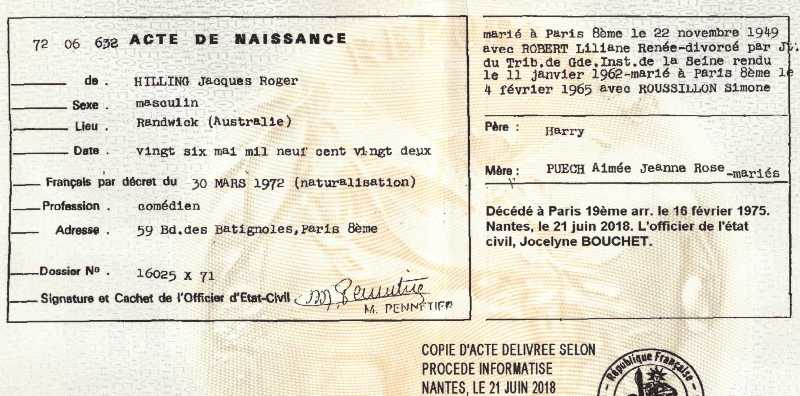 72 06 632 ACTE DE NAISSANCE
de . HILLING Jacques Roger
Sexe . masculin
Lieu . Randwick (Australie)
Date . vingt six mai mil neuf cent vingt deux
Français par décret du 30 MARS 1972 (naturalisation)
Profession . comédien
Adresse . 59 Bd.des Batignoles,Paris 8ème
Dossier Nº . 16025 X 71
Signature et Cachet de l'Officier d'Etat-Civil
M. PENNETIER
marié à Paris 8ème le 22 novembre 1949
avec ROBERT Liliane Renée-divorcé par
du Trib.de Gde.Inst.de la Seine rendu
le 11 janvier 1962-marié à Paris 8ème le
4 février 1965 avec ROUSSILLON Simone
Père : Harry
Mère : PUECH Aimée Jeanne Rose -mariés
Décédé à Paris 19ème arr. le 16 février 1975.
Nantes, le 21 juin 2018. L'officier de l'état
civil, Jocelyne BOUCHET.
COPIE D'ACTE DELIVREE SELON
PROCEDE INFORMATISE
NANTES, LE 21 JUIN 2018
République Française